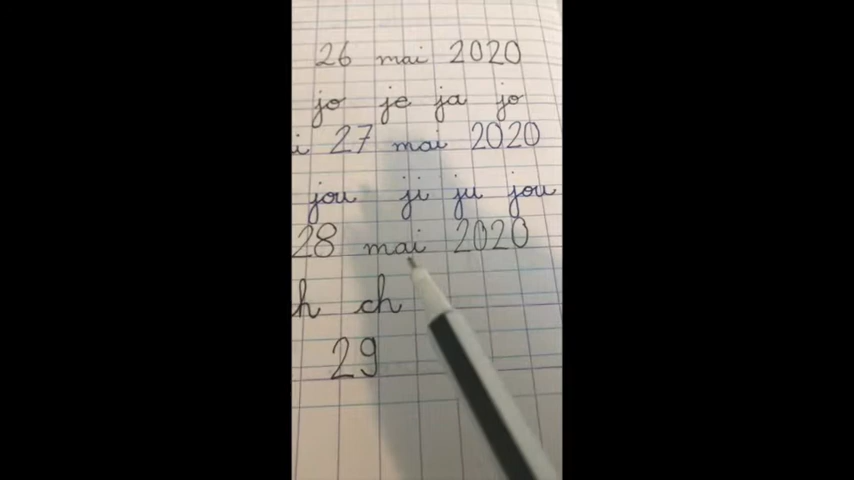 26 mai 2020
jo je ja jo
i 27 mai 2020
jou ji ju jou
28 mai 2020
h ch
29